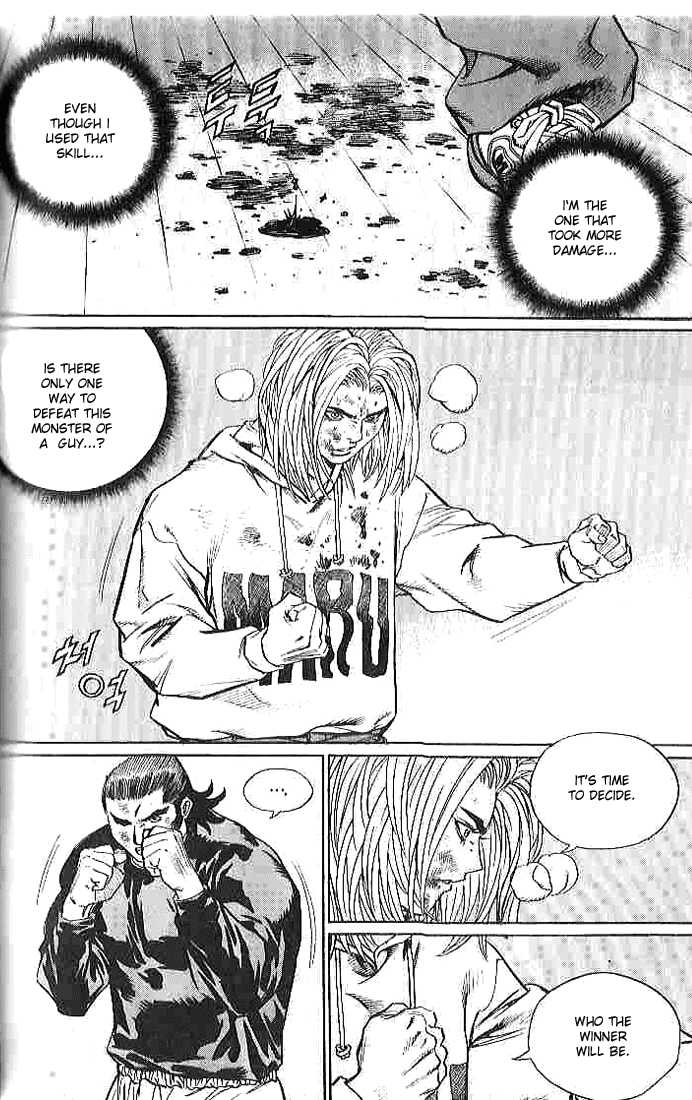 EVEN
THOUGH I
USED THAT
SKILL...
I'M THE
ONE THAT
TOOK MORE
DAMAGE...
IS THERE
ONLY ONE
WAY TO
DEFEAT THIS
MONSTER OF
A GUY...?
MARU
...
IT'S TIME
TO DECIDE.
WHO THE
WINNER
WILL BE.